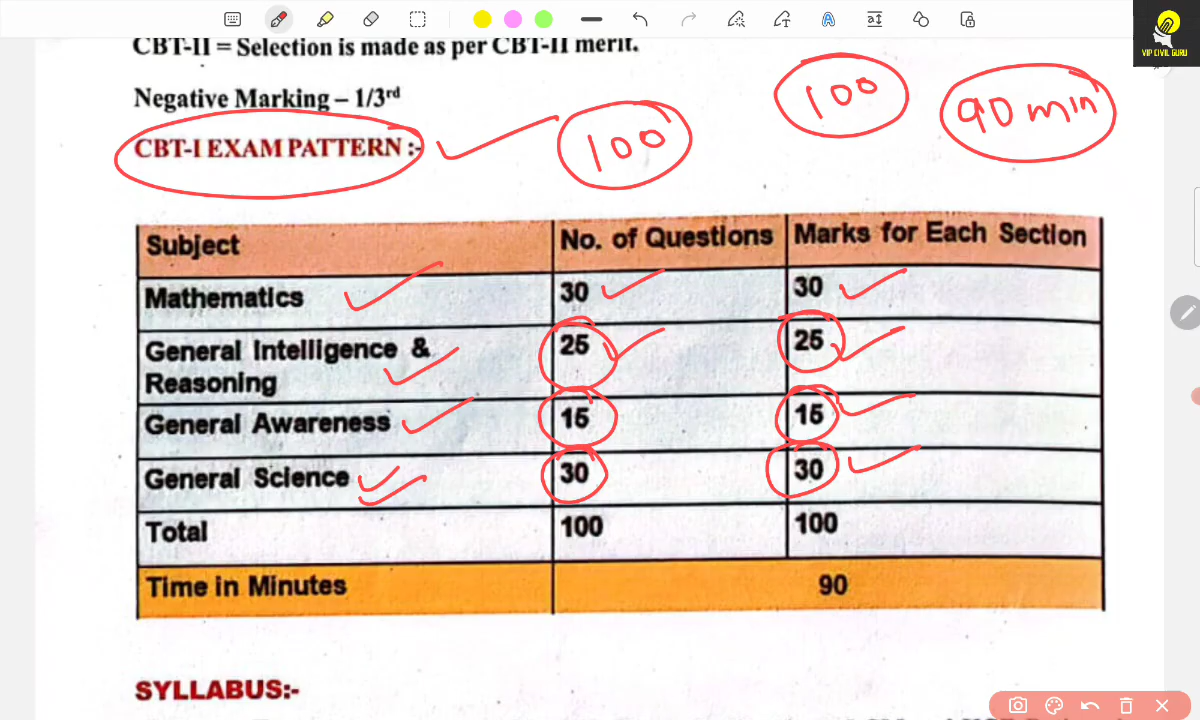 VIP CIVIL GURU
CBT-II = Selection is made as per CBT-II merit.
Negative Marking – 1/3rd
CBT-I EXAM PATTERN :-
100
100
90 min
Subject No. of Questions Marks for Each Section
Mathematics 30 30
General Intelligence & Reasoning 25 25
General Awareness 15 15
General Science 30 30
Total 100 100
Time in Minutes 90
SYLLABUS:-